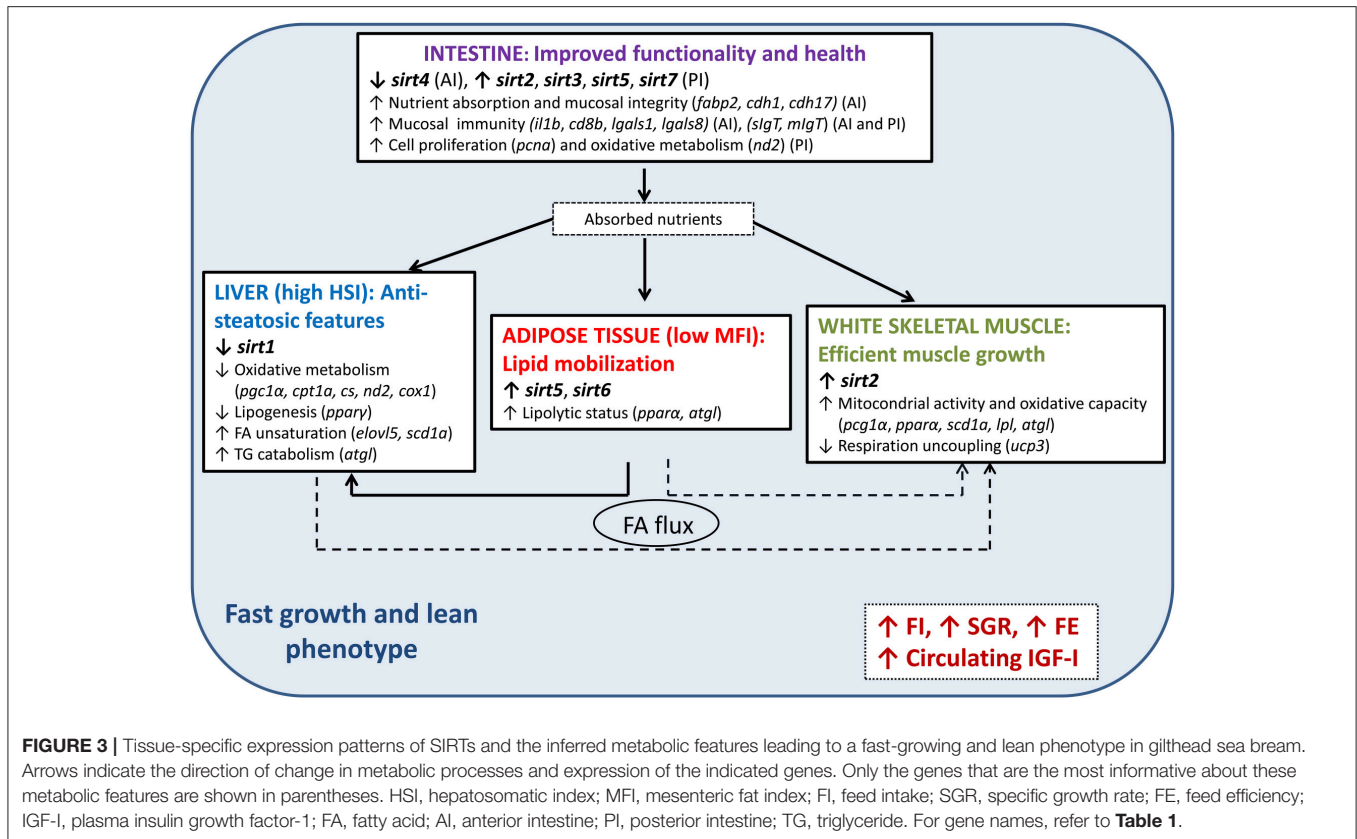 INTESTINE: Improved functionality and health
↓ sirt4 (AI), ↑ sirt2, sirt3, sirt5, sirt7 (PI)
↑ Nutrient absorption and mucosal integrity (fabp2, cdh1, cdh17) (AI)
↑ Mucosal immunity (il1b, cd8b, lgals1, lgals8) (AI), (sIgT, mIgT) (AI and PI)
↑ Cell proliferation (pcna) and oxidative metabolism (nd2) (PI)
Absorbed nutrients
LIVER (high HSI): Anti-
steatosic features
↓ sirt1
↓ Oxidative metabolism
(pgc1α, cpt1a, cs, nd2, cox1)
↓ Lipogenesis (pparγ)
↑ FA unsaturation (elovl5, scd1a)
↑ TG catabolism (atgl)
ADIPOSE TISSUE (low MFI):
Lipid mobilization
↑ sirt5, sirt6
↑ Lipolytic status (pparα, atgl)
WHITE SKELETAL MUSCLE:
Efficient muscle growth
↑ sirt2
↑ Mitocondrial activity and oxidative capacity
(pcg1α, pparα, scd1a, lpl, atgl)
↓ Respiration uncoupling (ucp3)
FA flux
Fast growth and lean
phenotype
↑ FI, ↑ SGR, ↑ FE
↑ Circulating IGF-I
FIGURE 3 | Tissue-specific expression patterns of SIRTs and the inferred metabolic features leading to a fast-growing and lean phenotype in gilthead sea bream.
Arrows indicate the direction of change in metabolic processes and expression of the indicated genes. Only the genes that are the most informative about these
metabolic features are shown in parentheses. HSI, hepatosomatic index; MFI, mesenteric fat index; FI, feed intake; SGR, specific growth rate; FE, feed efficiency;
IGF-I, plasma insulin growth factor-1; FA, fatty acid; AI, anterior intestine; PI, posterior intestine; TG, triglyceride. For gene names, refer to Table 1.